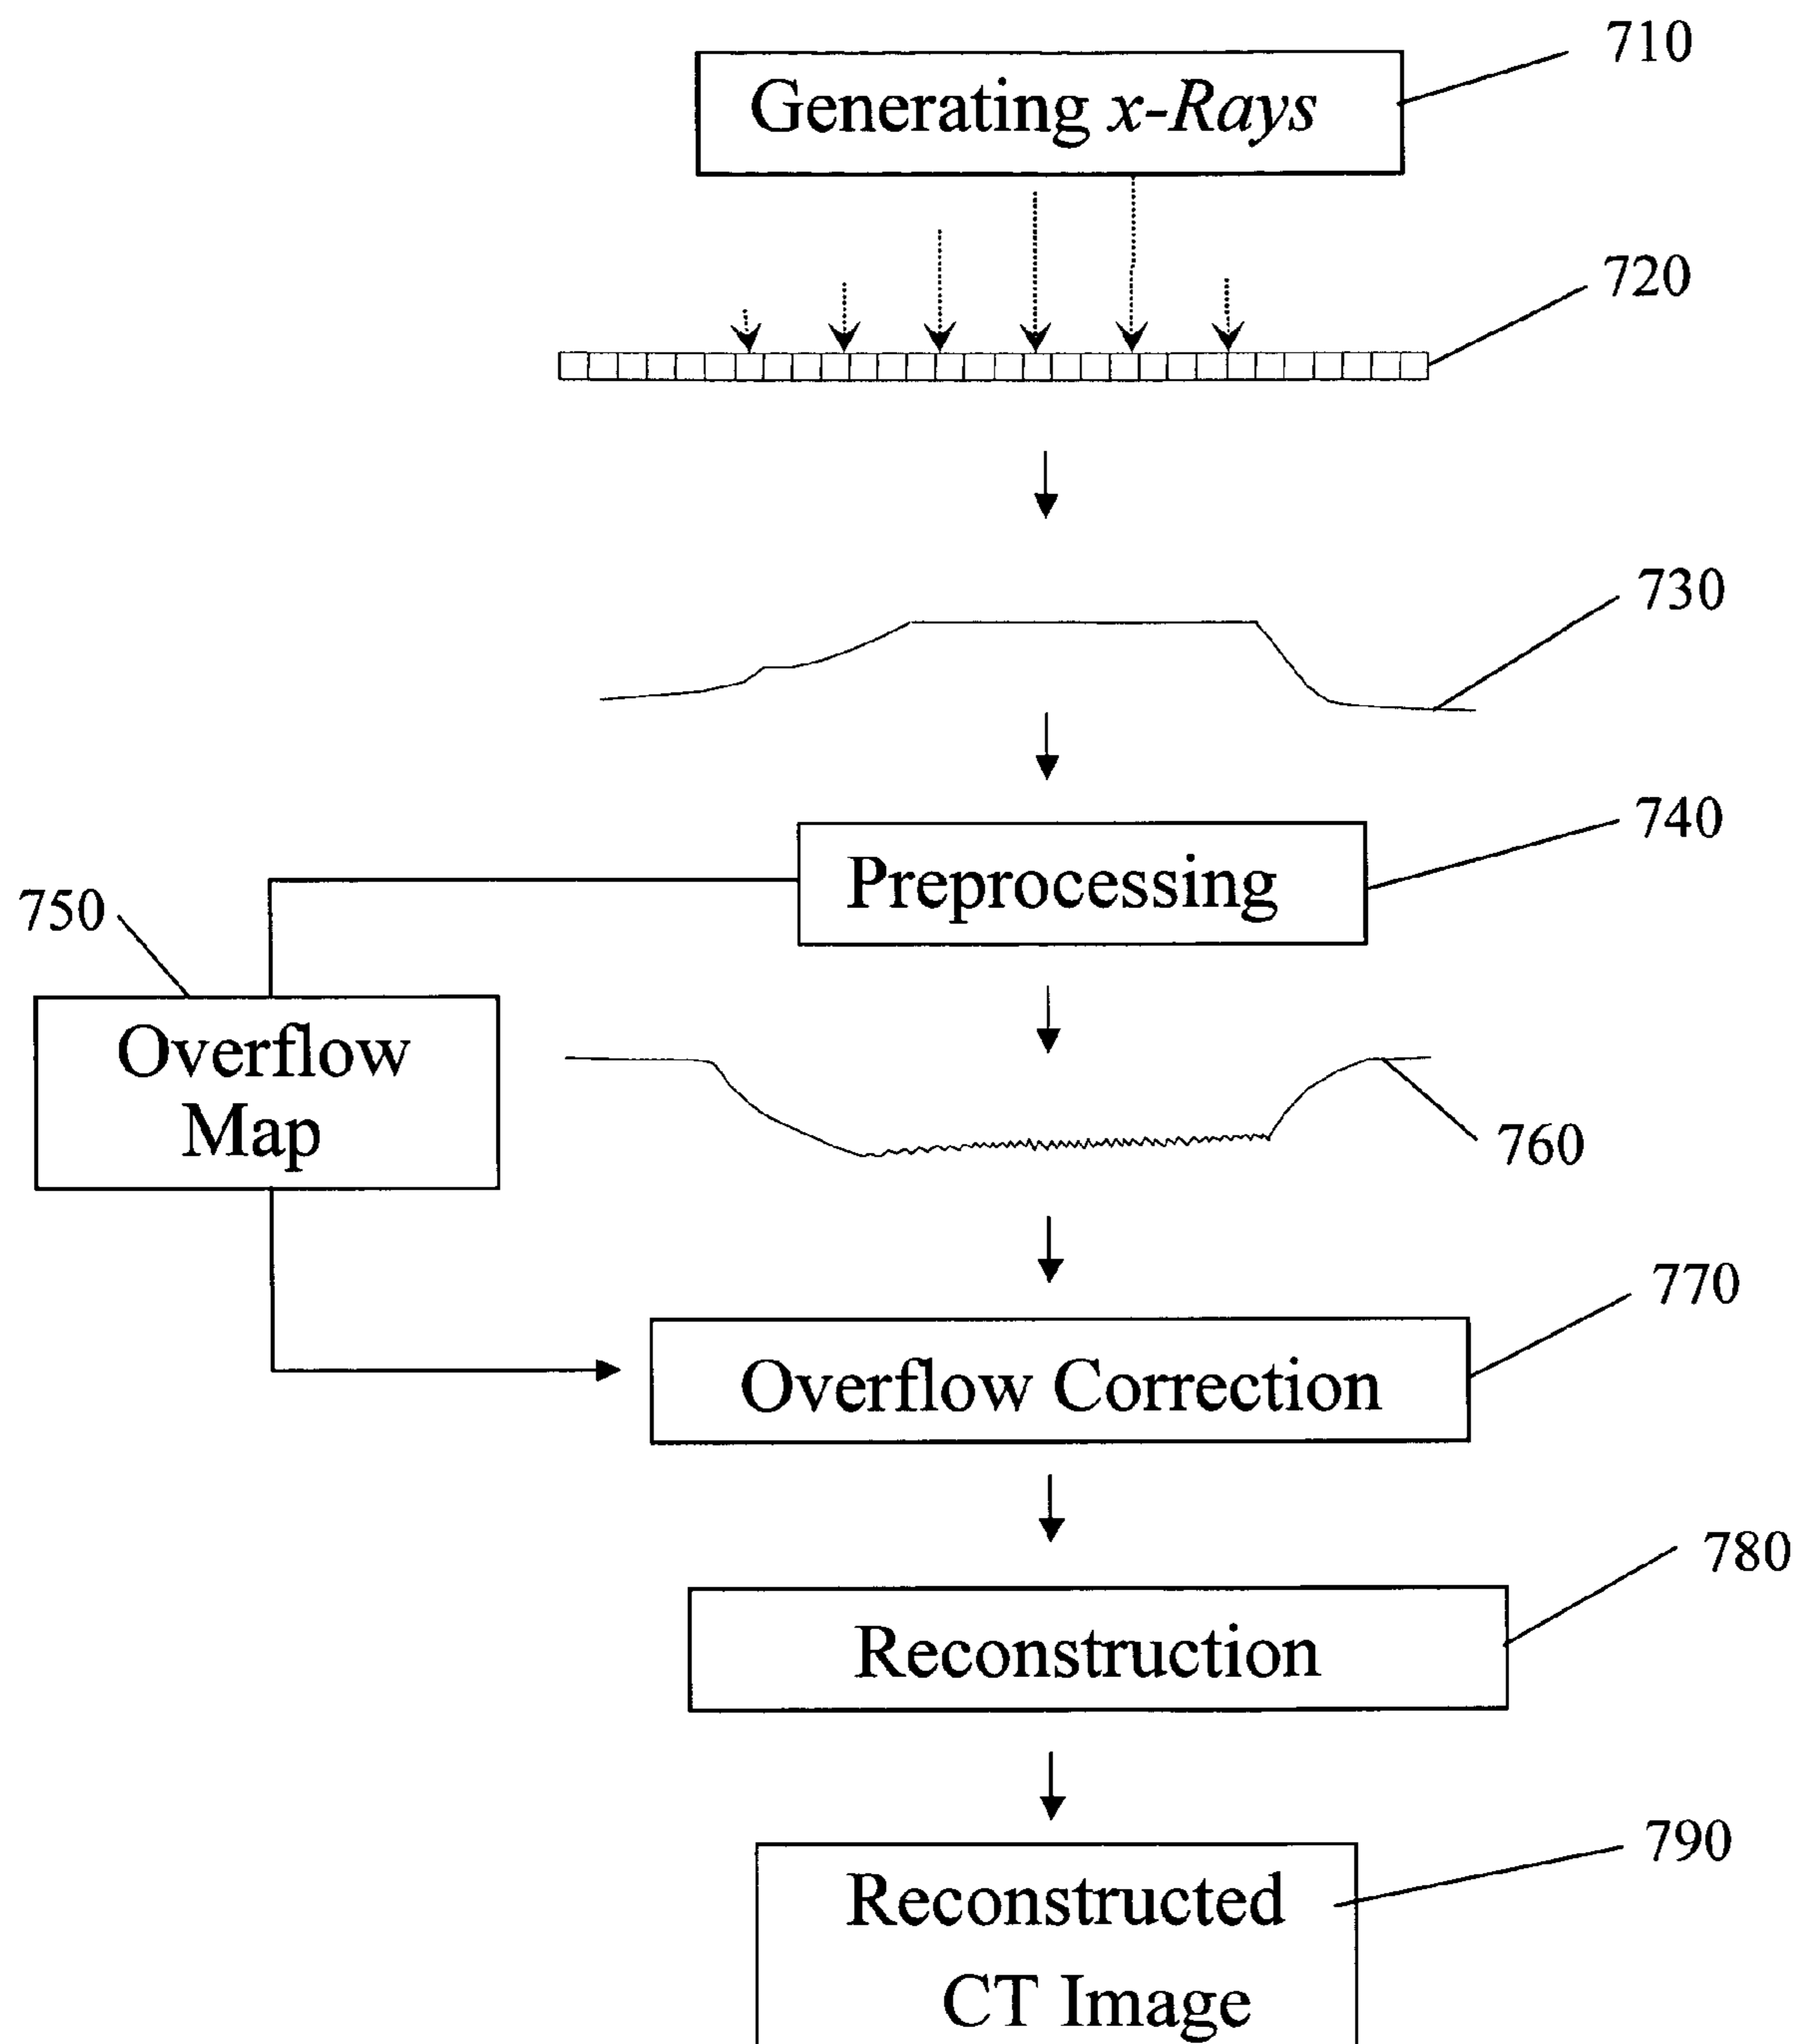 710
Generating x-Rays
720
730
740
Preprocessing
750
Overflow
Map
760
770
Overflow Correction
780
Reconstruction
790
Reconstructed
CT Image